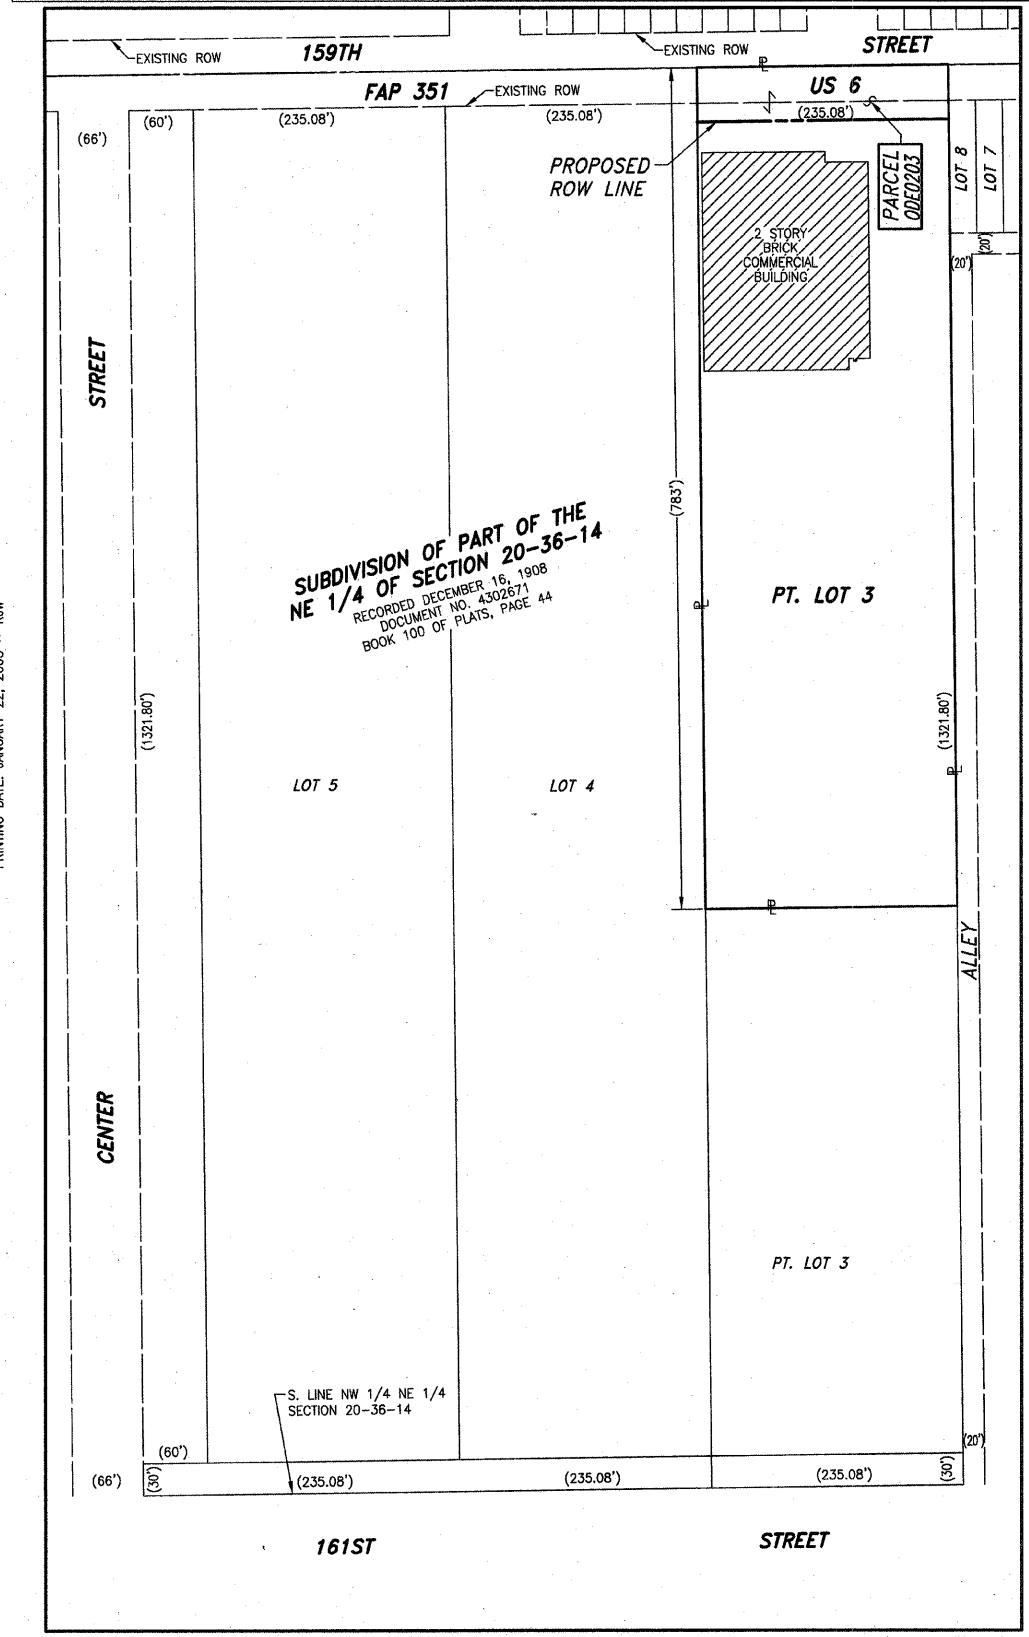 EXISTING ROW
159TH
EXISTING ROW
STREET
FAP 351
EXISTING ROW
US 6
(66')
(60')
(235.08')
(235.08')
(235.08')
PROPOSED
ROW LINE
PARCEL
0DE0203
LOT 8
LOT 7
2 STORY
BRICK
COMMERCIAL
BUILDING
(20')
(20')
STREET
(783')
SUBDIVISION OF PART OF THE
NE 1/4 OF SECTION 20-36-14
RECORDED DECEMBER 16, 1908
DOCUMENT NO. 4302671
BOOK 100 OF PLATS, PAGE 44
PT. LOT 3
(1321.80')
(1321.80')
LOT 5
LOT 4
ALLEY
CENTER
PT. LOT 3
S. LINE NW 1/4 NE 1/4
SECTION 20-36-14
(60')
(20')
(66')
(30')
(235.08')
(235.08')
(235.08')
(30')
161ST
STREET